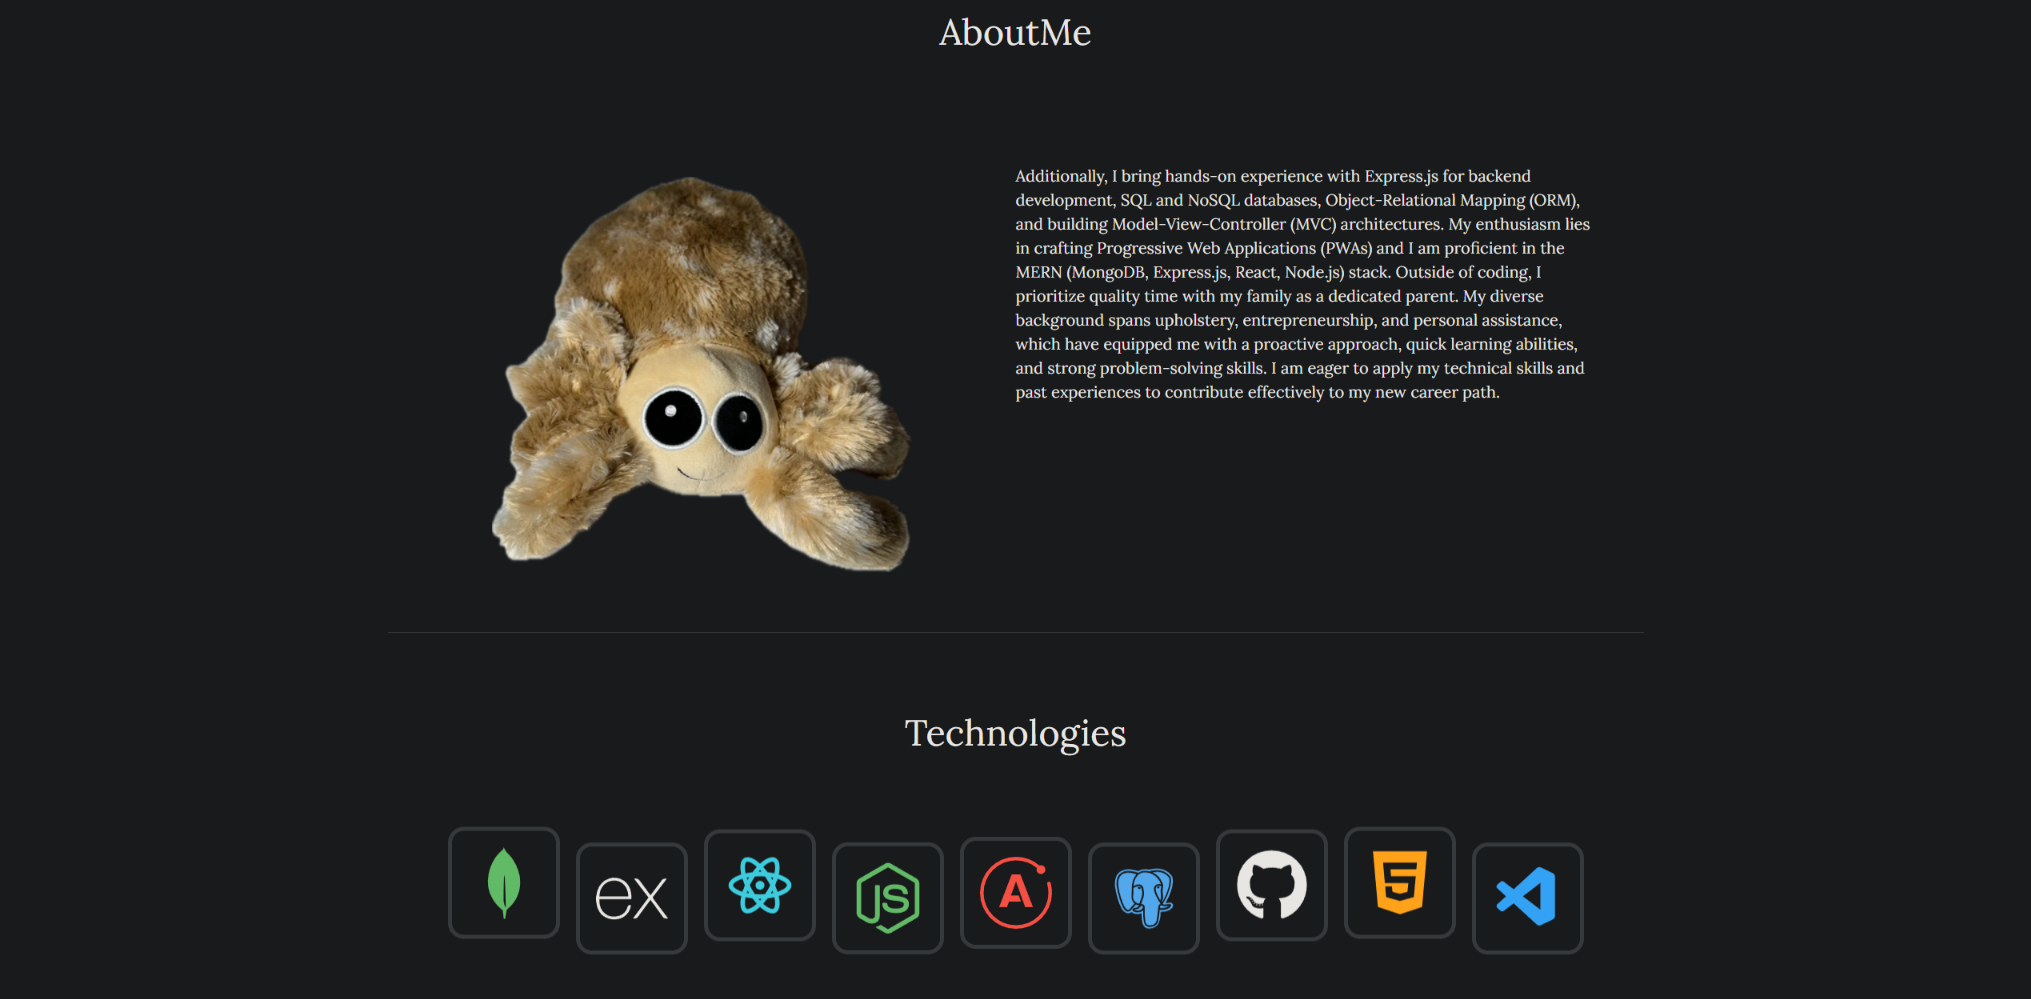 AboutMe
Additionally, I bring hands-on experience with Express.js for backend
development, SQL and NoSQL databases, Object-Relational Mapping (ORM),
and building Model-View-Controller (MVC) architectures. My enthusiasm lies
in crafting Progressive Web Applications (PWAs) and I am proficient in the
MERN (MongoDB, Express.js, React, Node.js) stack. Outside of coding, I
prioritize quality time with my family as a dedicated parent. My diverse
background spans upholstery, entrepreneurship, and personal assistance,
which have equipped me with a proactive approach, quick learning abilities,
and strong problem-solving skills. I am eager to apply my technical skills and
past experiences to contribute effectively to my new career path.
Technologies
ex
JS
A
5